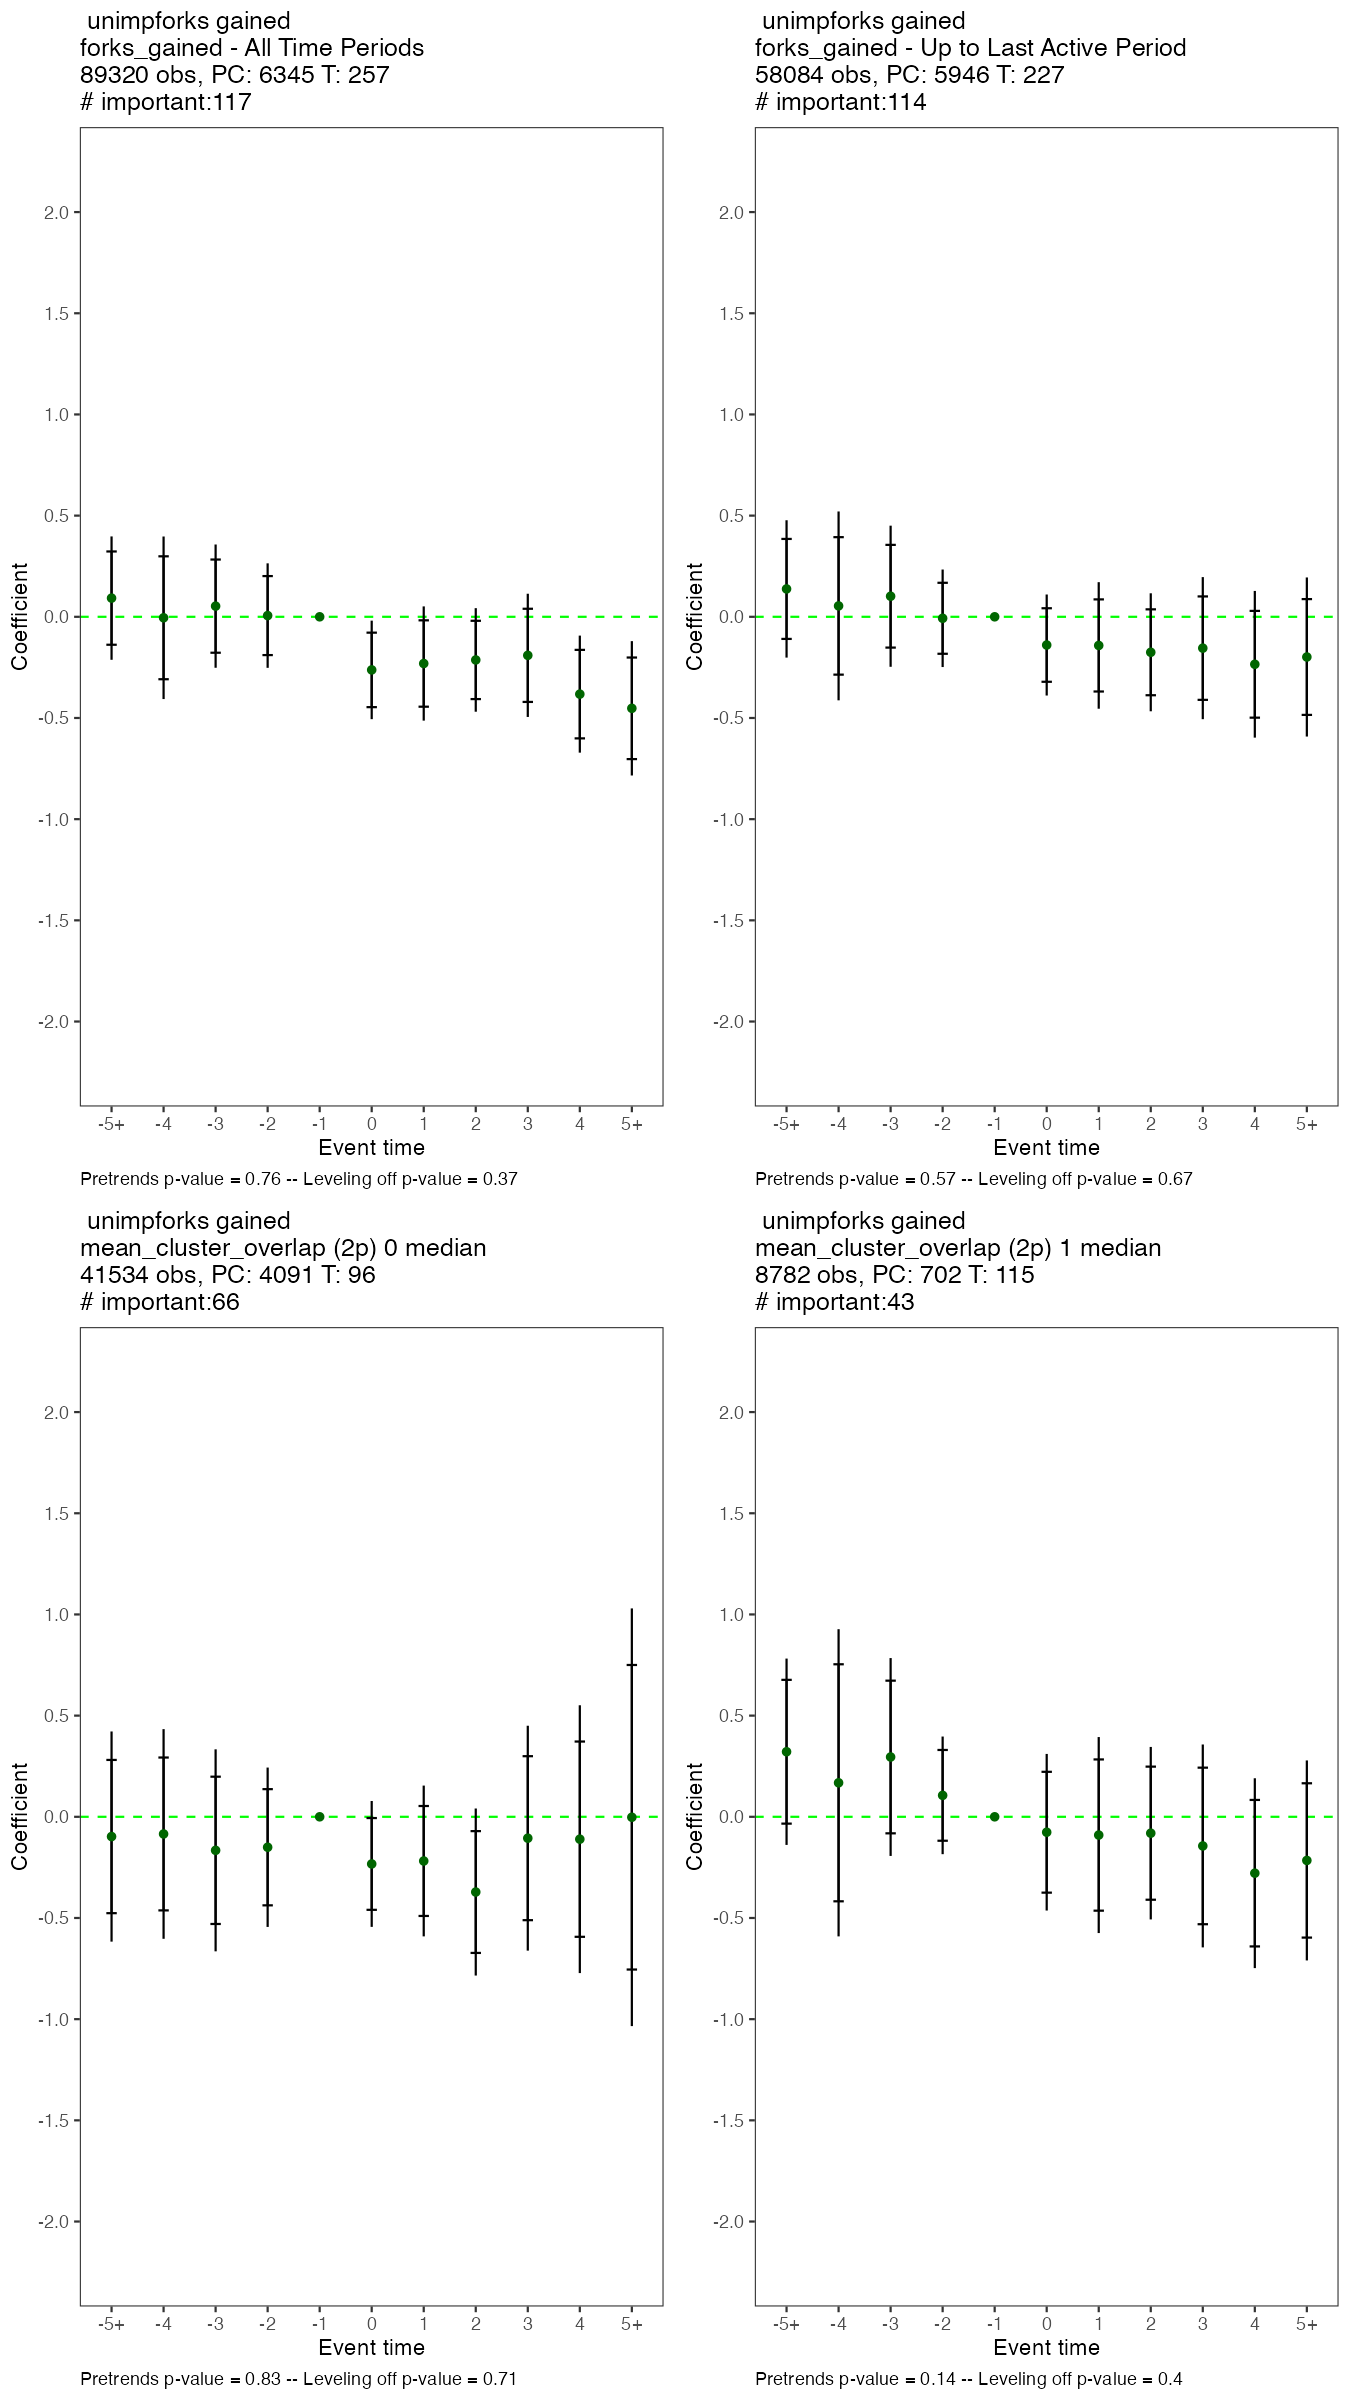 unimpforks gained
forks_gained - All Time Periods
89320 obs, PC: 6345 T: 257
# important:117
2.0
1.5
1.0
0.5
0.0
-0.5
-1.0
-1.5
-2.0
Coefficient
-5+ -4 -3 -2 -1 0 1 2 3 4 5+
Event time
Pretrends p-value = 0.76 -- Leveling off p-value = 0.37
unimpforks gained
forks_gained - Up to Last Active Period
58084 obs, PC: 5946 T: 227
# important:114
2.0
1.5
1.0
0.5
0.0
-0.5
-1.0
-1.5
-2.0
Coefficient
-5+ -4 -3 -2 -1 0 1 2 3 4 5+
Event time
Pretrends p-value = 0.57 -- Leveling off p-value = 0.67
unimpforks gained
mean_cluster_overlap (2p) 0 median
41534 obs, PC: 4091 T: 96
# important:66
2.0
1.5
1.0
0.5
0.0
-0.5
-1.0
-1.5
-2.0
Coefficient
-5+ -4 -3 -2 -1 0 1 2 3 4 5+
Event time
Pretrends p-value = 0.83 -- Leveling off p-value = 0.71
unimpforks gained
mean_cluster_overlap (2p) 1 median
8782 obs, PC: 702 T: 115
# important:43
2.0
1.5
1.0
0.5
0.0
-0.5
-1.0
-1.5
-2.0
Coefficient
-5+ -4 -3 -2 -1 0 1 2 3 4 5+
Event time
Pretrends p-value = 0.14 -- Leveling off p-value = 0.4